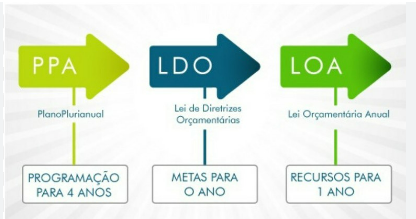 PPA
LDO
LOA
PlanoPlurianual
Lei de Diretrizes
Orçamentárias
Lei Orçamentária Anual
PROGRAMAÇÃO
PARA 4 ANOS
METAS PARA
O ANO
RECURSOS PARA
1 ANO